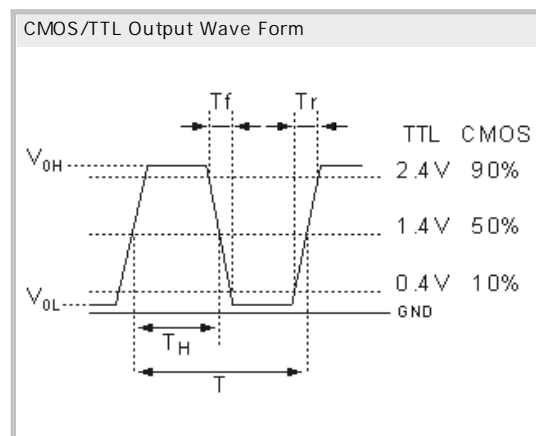 CMOS/TTL Output Wave Form
Tf Tr
TTL CMOS
V0H 2.4V 90%
1.4V 50%
0.4V 10%
V0L
GND
TH
T